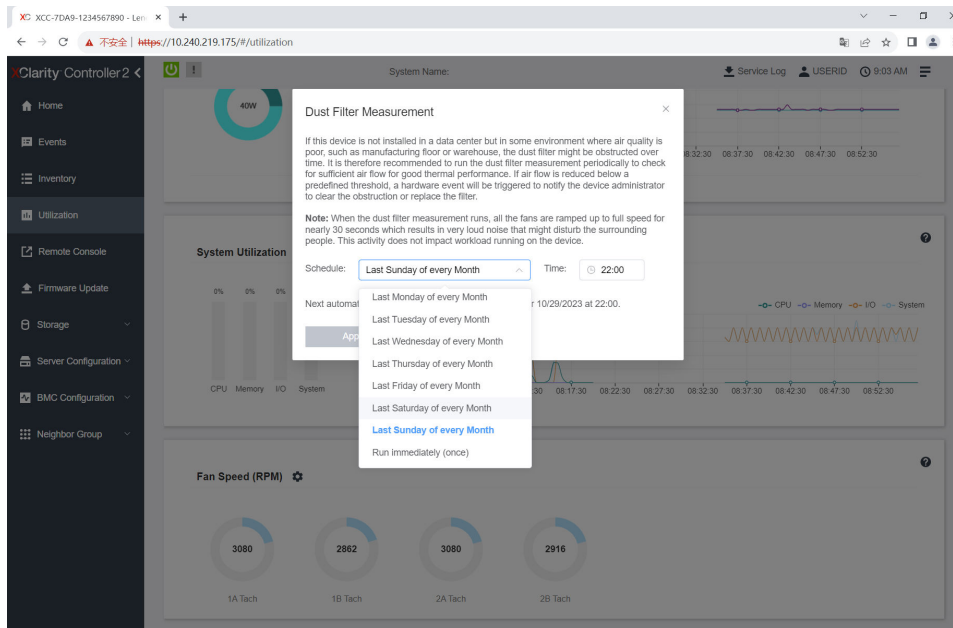 XCC-7DA9-1234567890 - Len
不安全 | https://10.240.219.175/#/utilization
XClarity Controller 2
System Name:
Service Log
USERID
9:03 AM
Home
Events
Inventory
Utilization
Remote Console
Firmware Update
Storage
Server Configuration
BMC Configuration
Neighbor Group
40W
08:37:30 08:42:30 08:47:30 08:52:30
Dust Filter Measurement
If this device is not installed in a data center but in some environment where air quality is
poor, such as manufacturing floor or warehouse, the dust filter might be obstructed over
time. It is therefore recommended to run the dust filter measurement periodically to check
for sufficient air flow for good thermal performance. If air flow is reduced below a
predefined threshold, a hardware event will be triggered to notify the device administrator
to clear the obstruction or replace the filter.
Note: When the dust filter measurement runs, all the fans are ramped up to full speed for
nearly 30 seconds which results in very loud noise that might disturb the surrounding
people. This activity does not impact workload running on the device.
Schedule: Last Sunday of every Month Time: 22:00
Next automat
10/29/2023 at 22:00.
App
Last Monday of every Month
Last Tuesday of every Month
Last Wednesday of every Month
Last Thursday of every Month
Last Friday of every Month
Last Saturday of every Month
Last Sunday of every Month
Run immediately (once)
System Utilization
0% 0% 0%
CPU Memory I/O System
CPU Memory I/O System
:30 08:17:30 08:22:30 08:27:30 08:32:30 08:37:30 08:42:30 08:47:30 08:52:30
Fan Speed (RPM)
3080 2862 3080 2916
1A Tach 1B Tach 2A Tach 2B Tach